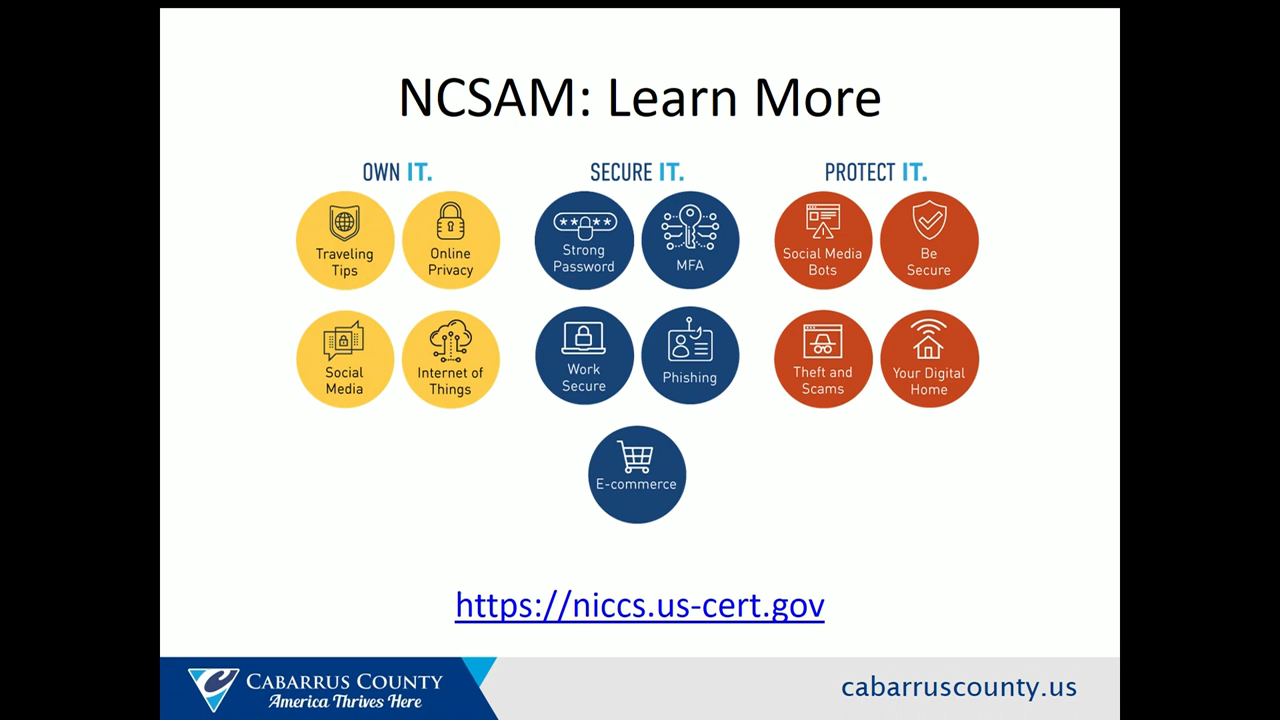 NCSAM: Learn More
OWN IT.
Traveling
Tips
Online
Privacy
Social
Media
Internet of
Things
SECURE IT.
****
Strong
Password
MFA
Work
Secure
Phishing
E-commerce
PROTECT IT.
Social Media
Bots
Be
Secure
Theft and
Scams
Your Digital
Home
https://niccs.us-cert.gov
CABARRUS COUNTY
America Thrives Here
cabarruscounty.us